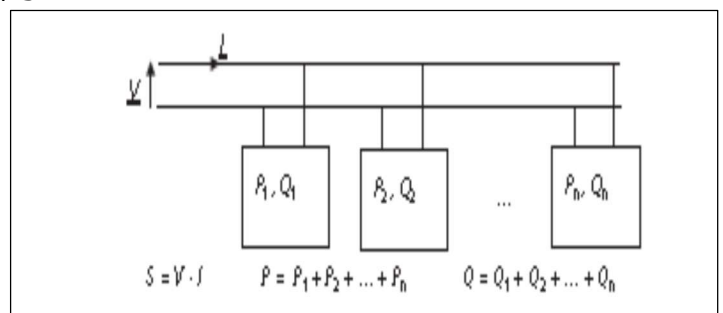 I
V
P₁, Q₁ P₂, Q₂ ... Pₙ, Qₙ
S = V · I P = P₁ + P₂ + ... + Pₙ Q = Q₁ + Q₂ + ... + Qₙ